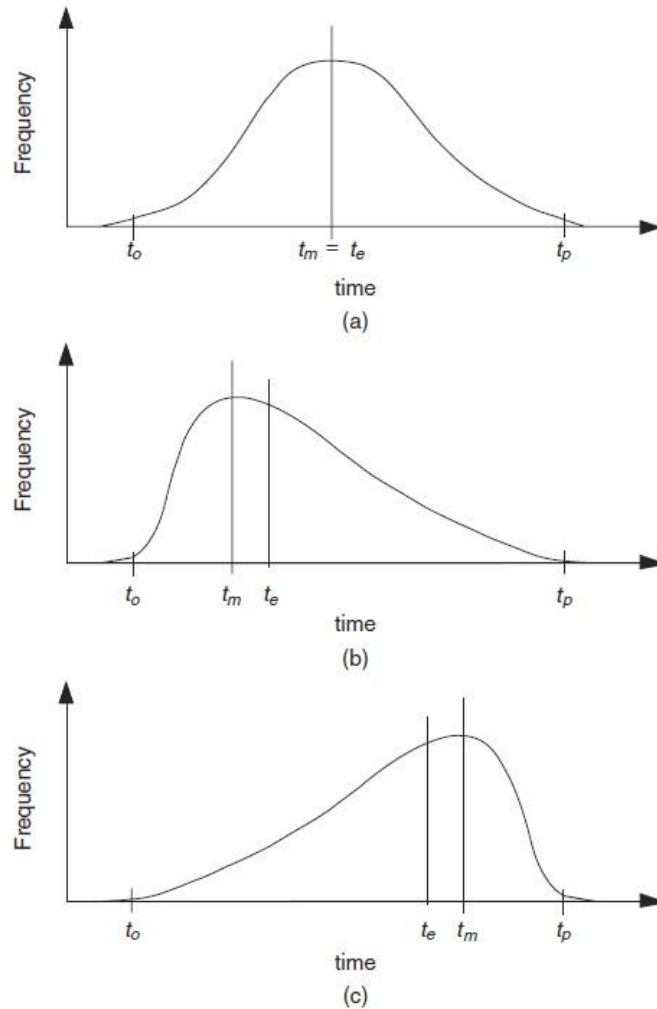 Frequency
t_o
t_m = t_e
t_p
time
(a)
Frequency
t_o
t_m
t_e
t_p
time
(b)
Frequency
t_o
t_e
t_m
t_p
time
(c)